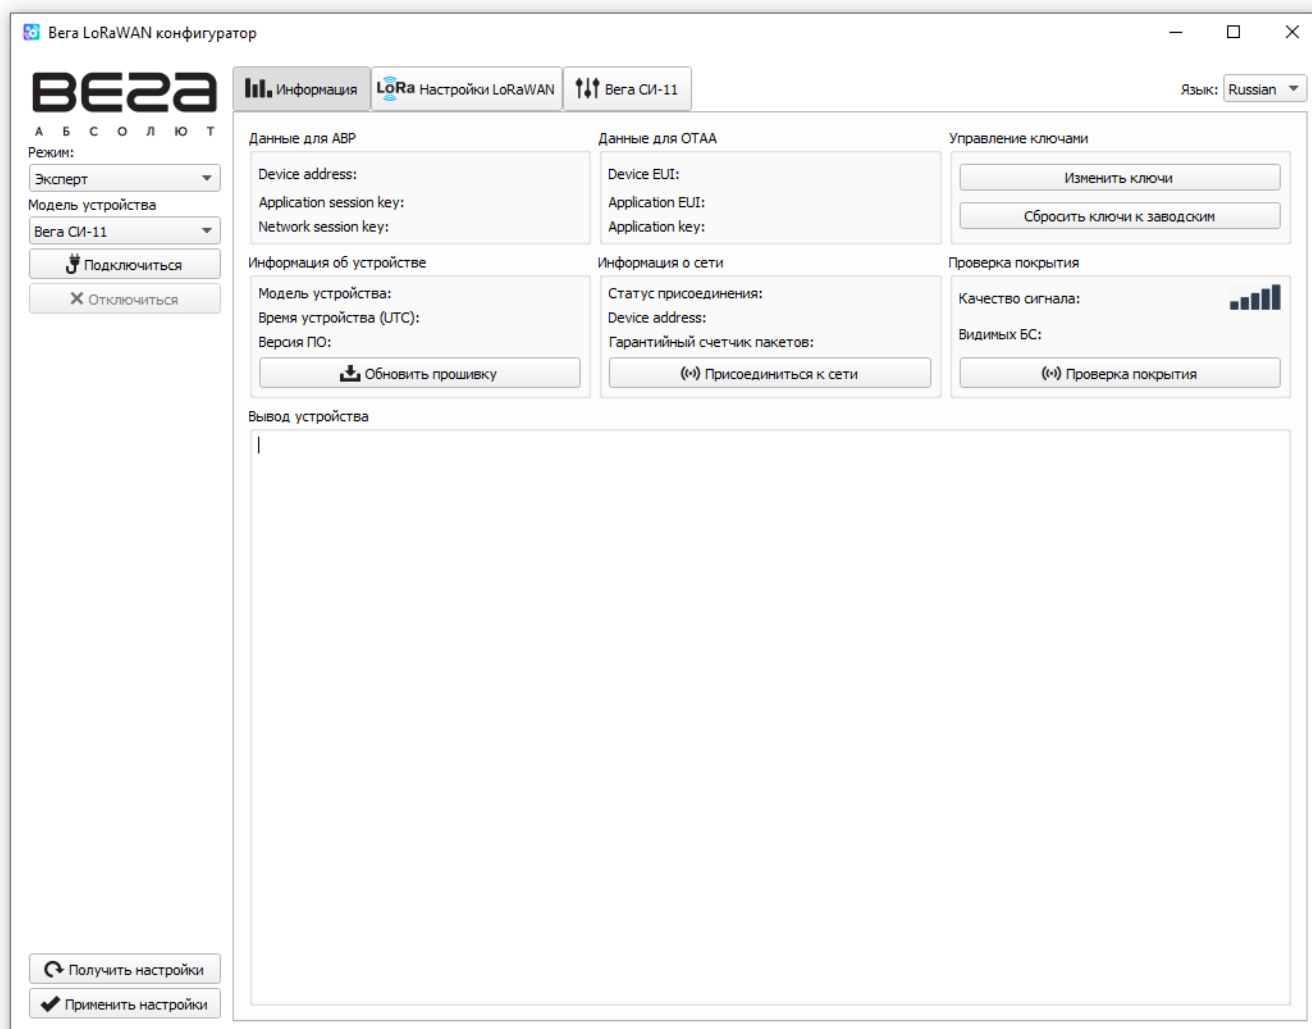 Вега LoRaWAN конфигуратор
ВЕГА
АБСОЛЮТ
Режим:
Эксперт
Модель устройства
Вега СИ-11
Подключиться
Отключиться
Получить настройки
Применить настройки
Информация
LoRa Настройки LoRaWAN
Вега СИ-11
Язык: Russian
Данные для ABP
Device address:
Application session key:
Network session key:
Данные для OTAA
Device EUI:
Application EUI:
Application key:
Управление ключами
Изменить ключи
Сбросить ключи к заводским
Информация об устройстве
Модель устройства:
Время устройства (UTC):
Версия ПО:
Обновить прошивку
Информация о сети
Статус присоединения:
Device address:
Гарантийный счетчик пакетов:
Присоединиться к сети
Проверка покрытия
Качество сигнала:
Видимых БС:
Проверка покрытия
Вывод устройства